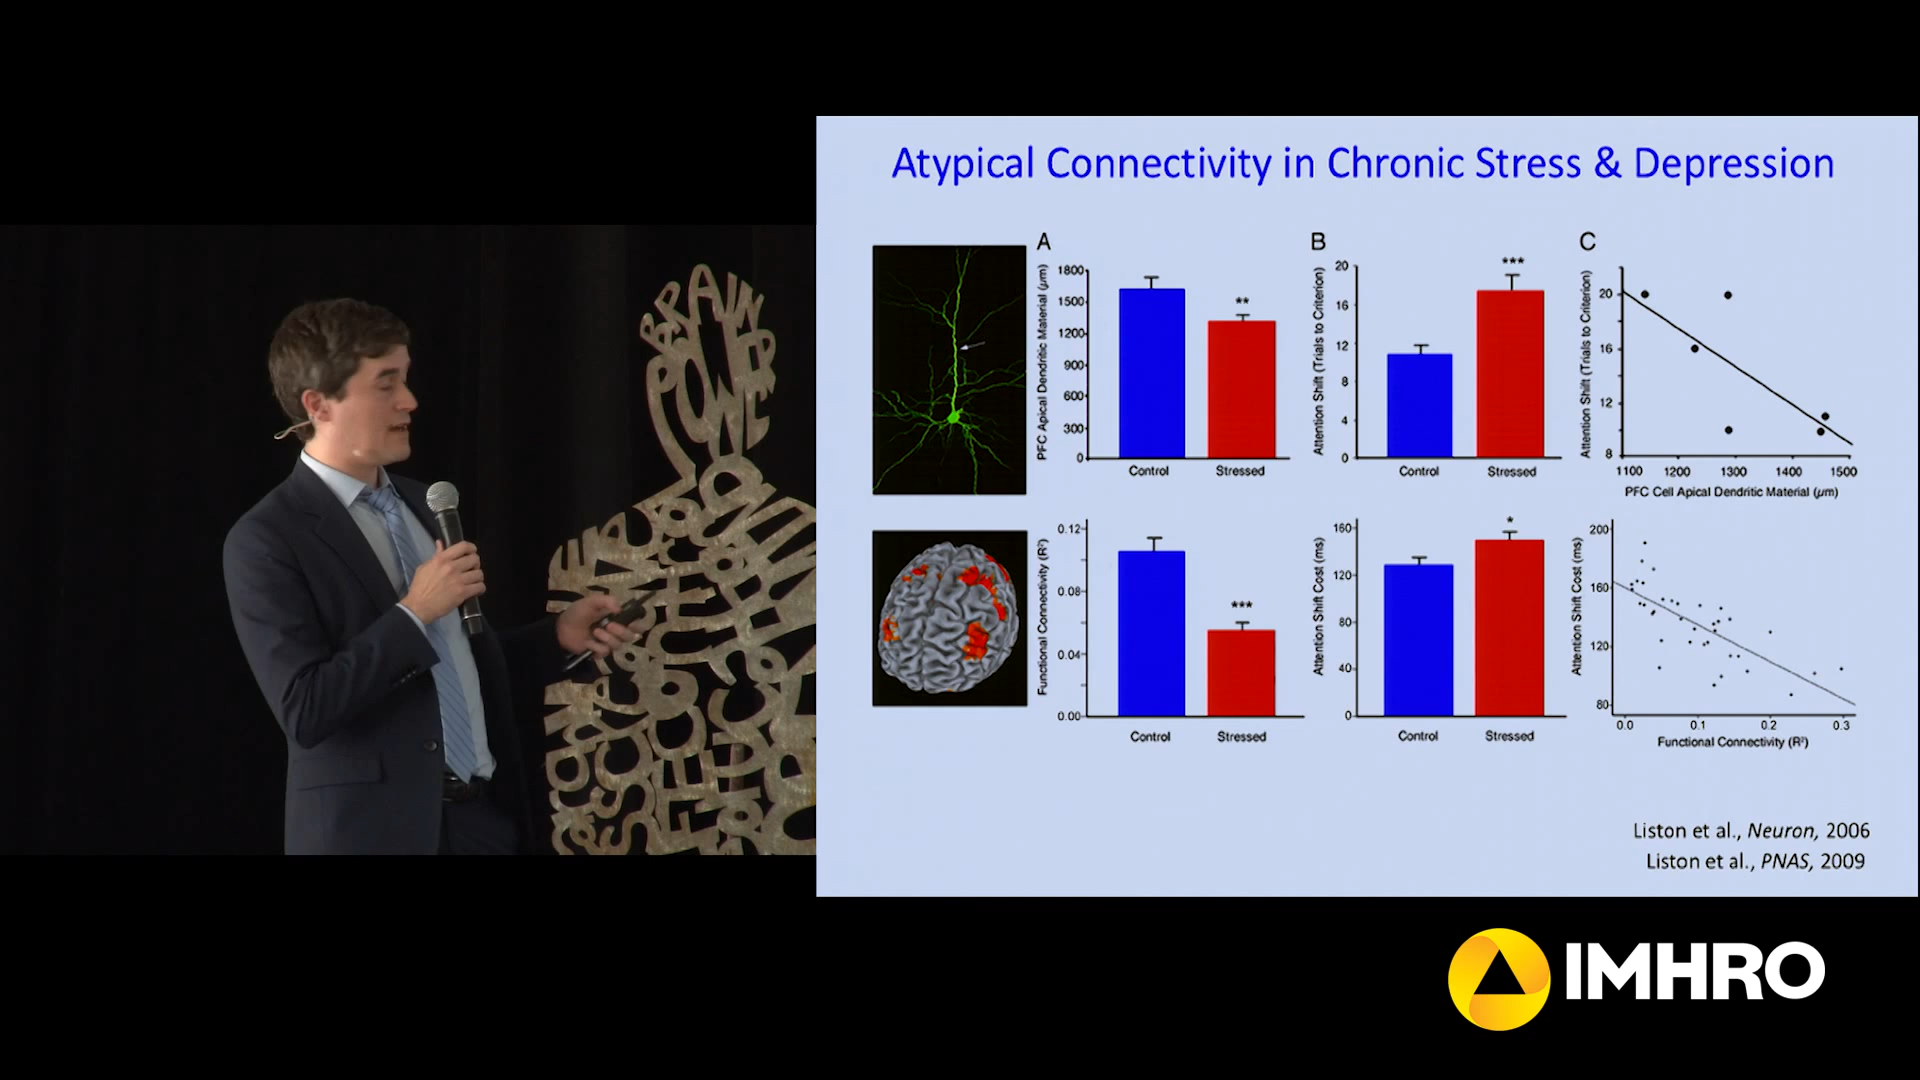 Atypical Connectivity in Chronic Stress & Depression
A
PFC Apical Dendritic Material (μm)
1800
1500
1200
900
600
300
0
**
Control
Stressed
B
Attention Shift (Trials to Criterion)
20
16
12
8
4
0
***
Control
Stressed
C
Attention Shift (Trials to Criterion)
20
16
12
8
1100
1200
1300
1400
1500
PFC Cell Apical Dendritic Material (μm)
Functional Connectivity (R²)
0.12
0.08
0.04
0.00
***
Control
Stressed
Attention Shift Cost (ms)
160
120
80
40
0
*
Control
Stressed
Attention Shift Cost (ms)
200
160
120
80
0.0
0.1
0.2
0.3
Functional Connectivity (R²)
Liston et al., Neuron, 2006
Liston et al., PNAS, 2009
BRAIN
POWER
IMHRO